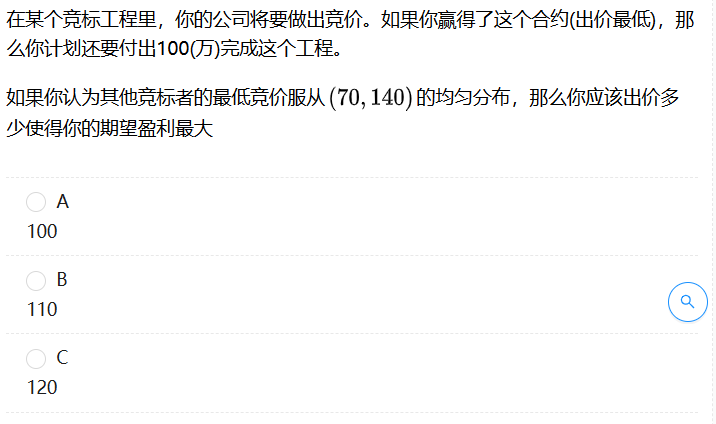 在某个竞标工程里，你的公司将要做出竞价。如果你赢得了这个合约(出价最低)，那
么你计划还要付出100(万)完成这个工程。
如果你认为其他竞标者的最低竞价服从(70,140)的均匀分布，那么你应该出价多
少使得你的期望盈利最大
A
100
B
110
C
120